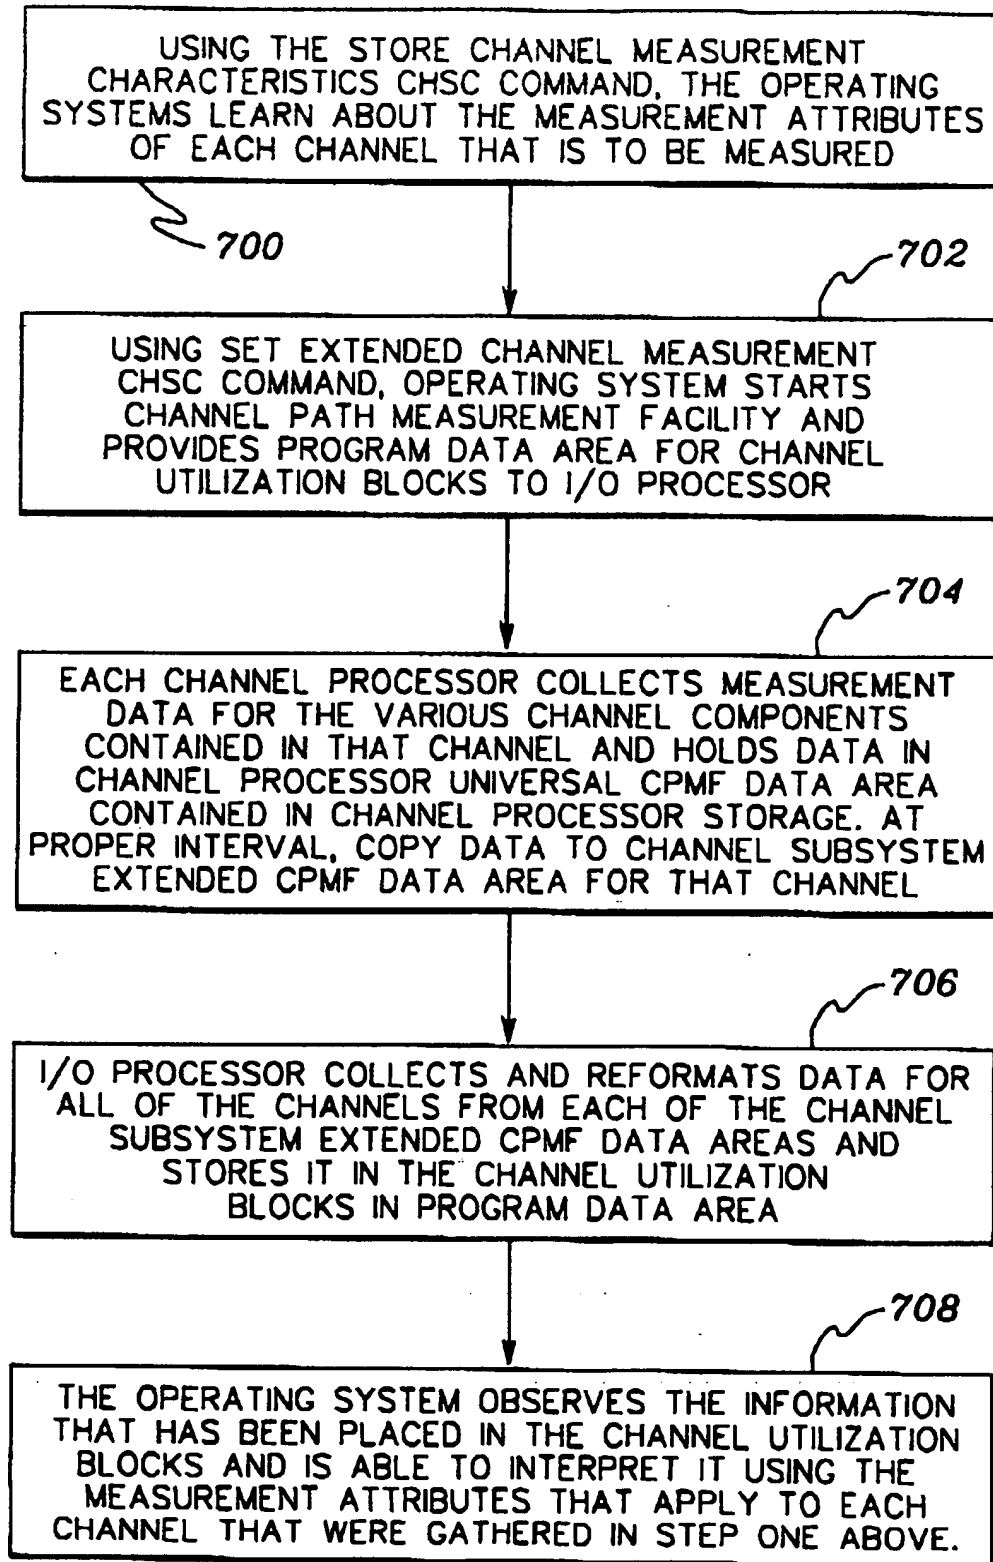 USING THE STORE CHANNEL MEASUREMENT
CHARACTERISTICS CHSC COMMAND, THE OPERATING
SYSTEMS LEARN ABOUT THE MEASUREMENT ATTRIBUTES
OF EACH CHANNEL THAT IS TO BE MEASURED
700
702
USING SET EXTENDED CHANNEL MEASUREMENT
CHSC COMMAND, OPERATING SYSTEM STARTS
CHANNEL PATH MEASUREMENT FACILITY AND
PROVIDES PROGRAM DATA AREA FOR CHANNEL
UTILIZATION BLOCKS TO I/O PROCESSOR
704
EACH CHANNEL PROCESSOR COLLECTS MEASUREMENT
DATA FOR THE VARIOUS CHANNEL COMPONENTS
CONTAINED IN THAT CHANNEL AND HOLDS DATA IN
CHANNEL PROCESSOR UNIVERSAL CPMF DATA AREA
CONTAINED IN CHANNEL PROCESSOR STORAGE. AT
PROPER INTERVAL, COPY DATA TO CHANNEL SUBSYSTEM
EXTENDED CPMF DATA AREA FOR THAT CHANNEL
706
I/O PROCESSOR COLLECTS AND REFORMATS DATA FOR
ALL OF THE CHANNELS FROM EACH OF THE CHANNEL
SUBSYSTEM EXTENDED CPMF DATA AREAS AND
STORES IT IN THE CHANNEL UTILIZATION
BLOCKS IN PROGRAM DATA AREA
708
THE OPERATING SYSTEM OBSERVES THE INFORMATION
THAT HAS BEEN PLACED IN THE CHANNEL UTILIZATION
BLOCKS AND IS ABLE TO INTERPRET IT USING THE
MEASUREMENT ATTRIBUTES THAT APPLY TO EACH
CHANNEL THAT WERE GATHERED IN STEP ONE ABOVE.